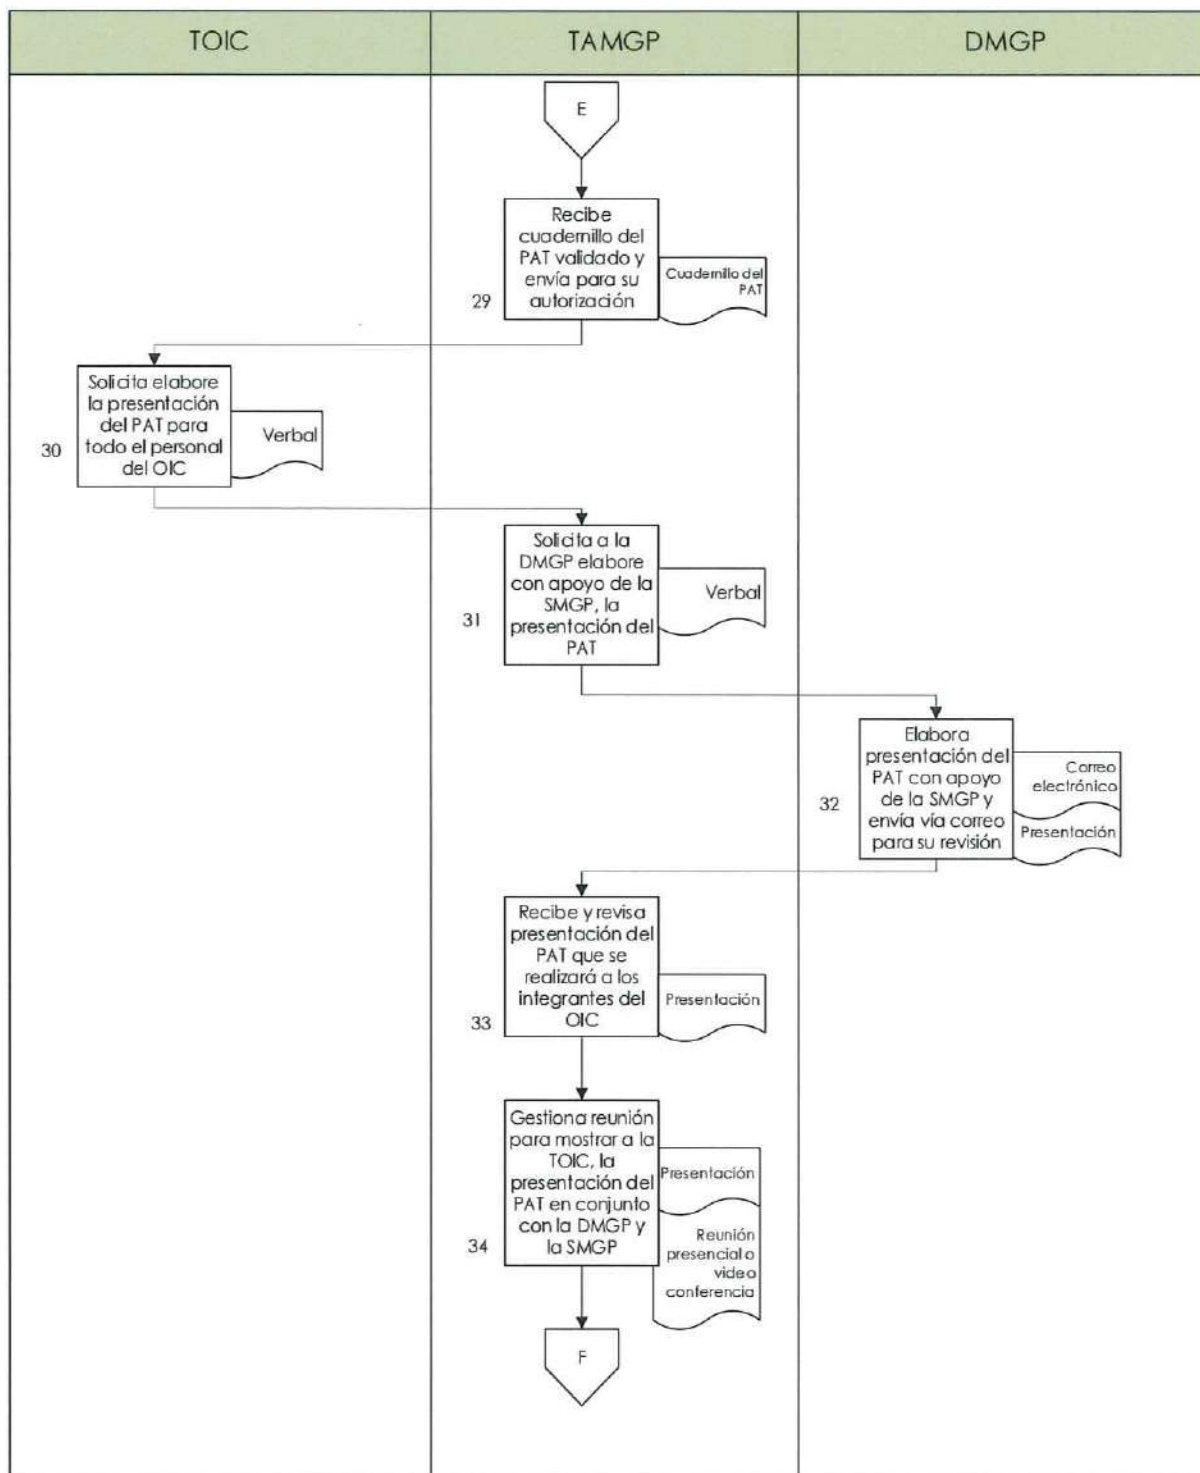 TOIC
TAMGP
DMGP
E
Recibe
cuadernillo del
PAT validado y
envía para su
autorización
Cuadernillo del
PAT
29
Solicita elabore
la presentación
del PAT para
todo el personal
del OIC
Verbal
30
Solicita a la
DMGP elabore
con apoyo de la
SMGP, la
presentación del
PAT
Verbal
31
Elabora
presentación del
PAT con apoyo
de la SMGP y
envía vía correo
para su revisión
Correo
electrónico
Presentación
32
Recibe y revisa
presentación del
PAT que se
realizará a los
integrantes del
OIC
Presentación
33
Gestiona reunión
para mostrar a la
TOIC, la
presentación del
PAT en conjunto
con la DMGP y
la SMGP
Presentación
Reunión
presencial o
video
conferencia
34
F